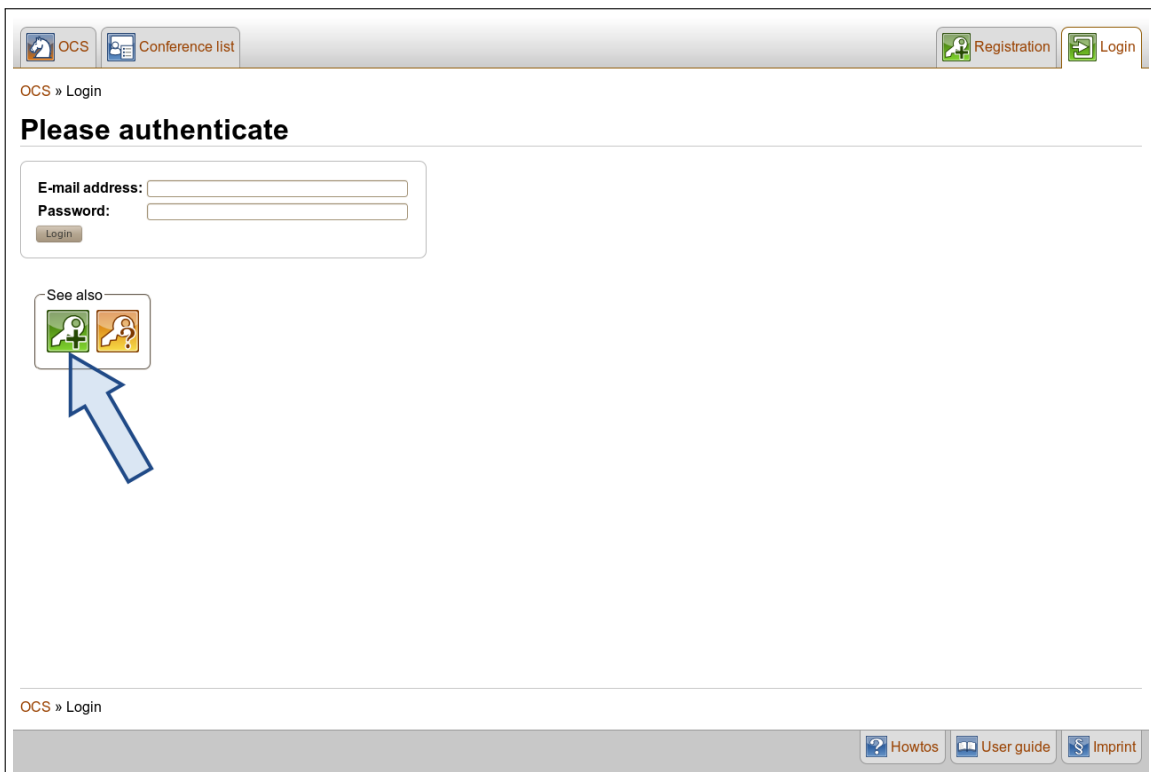 OCS Conference list Registration Login
OCS » Login
Please authenticate
E-mail address:
Password:
Login
See also
OCS » Login
Howtos User guide Imprint